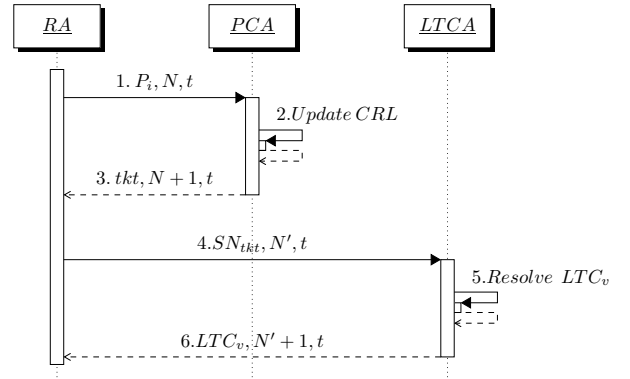 RA PCA LTCA
1. P_i, N, t
2.Update CRL
3. tkt, N + 1, t
4.SN_tkt, N′, t
5.Resolve LTC_v
6.LTC_v, N′ + 1, t